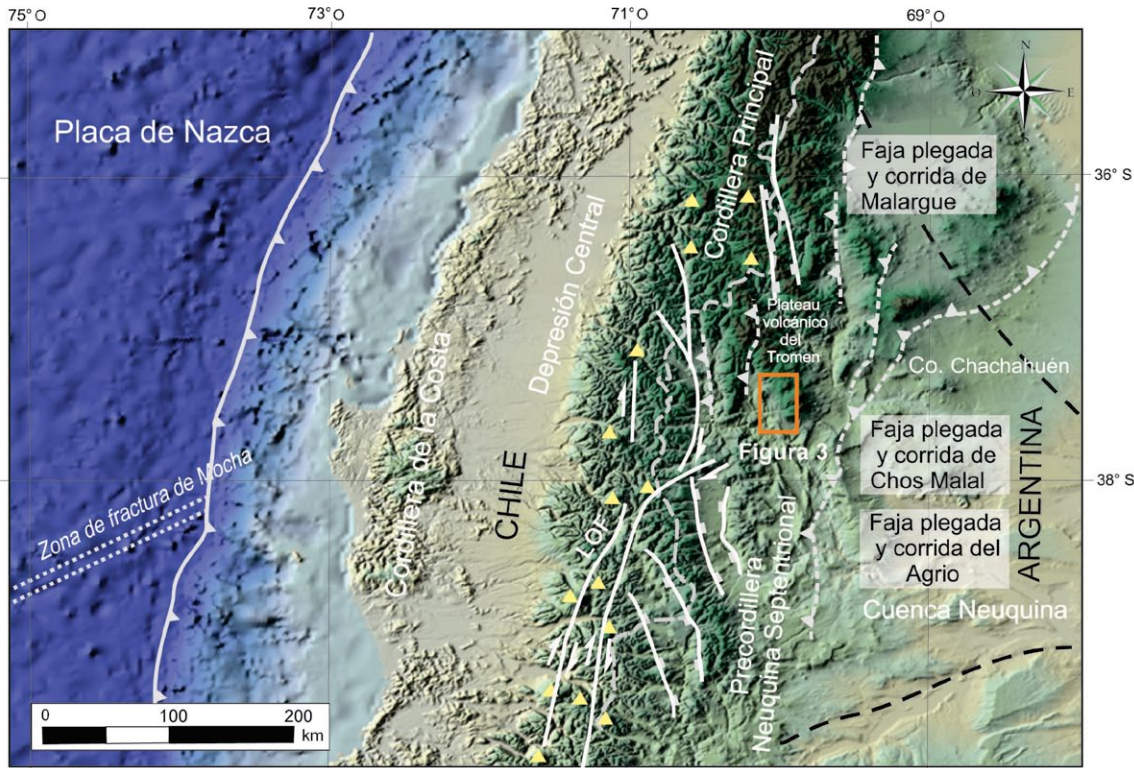 75° O
73° O
71° O
69° O
Placa de Nazca
N
O
E
S
Cordillera Principal
Faja plegada
y corrida de
Malargue
36° S
Depresión Central
Plateau
volcánico
del
Tromen
Co. Chachahuén
Cordillera de la Costa
CHILE
Figura 3
Faja plegada
y corrida de
Chos Malal
ARGENTINA
38° S
Zona de fractura de Mocha
LOF
Faja plegada
y corrida del
Agrio
Precordillera
Neuquina Septentrional
Cuenca Neuquina
0
100
200
km